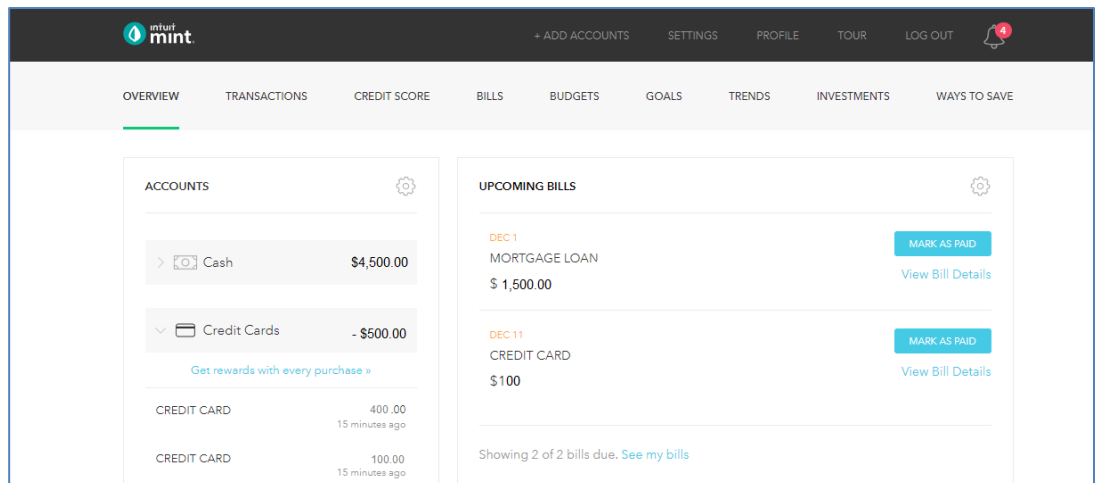 intuit
mint.
+ ADD ACCOUNTS SETTINGS PROFILE TOUR LOG OUT 4
OVERVIEW TRANSACTIONS CREDIT SCORE BILLS BUDGETS GOALS TRENDS INVESTMENTS WAYS TO SAVE
ACCOUNTS
Cash $4,500.00
Credit Cards - $500.00
Get rewards with every purchase »
CREDIT CARD 400.00
15 minutes ago
CREDIT CARD 100.00
15 minutes ago
UPCOMING BILLS
DEC 1
MORTGAGE LOAN
$ 1,500.00
MARK AS PAID
View Bill Details
DEC 11
CREDIT CARD
$100
MARK AS PAID
View Bill Details
Showing 2 of 2 bills due. See my bills